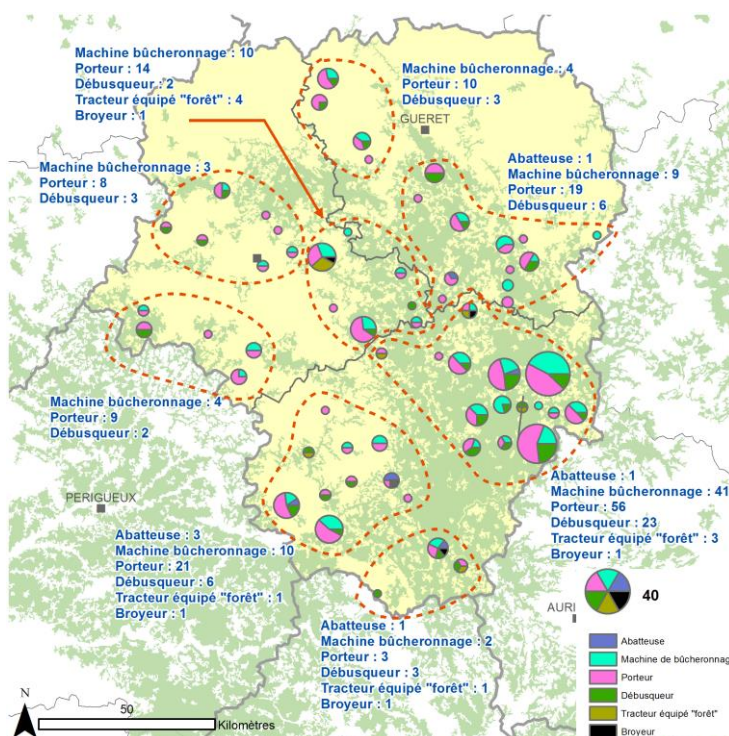 Machine bûcheronnage : 10
Porteur : 14
Débusqueur : 2
Tracteur équipé "forêt" : 4
Broyeur : 1
Machine bûcheronnage : 4
Porteur : 10
Débusqueur : 3
GUERET
Machine bûcheronnage : 3
Porteur : 8
Débusqueur : 3
Abatteuse : 1
Machine bûcheronnage : 9
Porteur : 19
Débusqueur : 6
Machine bûcheronnage : 4
Porteur : 9
Débusqueur : 2
PERIGUEUX
Abatteuse : 1
Machine bûcheronnage : 41
Porteur : 56
Débusqueur : 23
Tracteur équipé "forêt" : 3
Broyeur : 1
Abatteuse : 3
Machine bûcheronnage : 10
Porteur : 21
Débusqueur : 6
Tracteur équipé "forêt" : 1
Broyeur : 1
Abatteuse : 1
Machine bûcheronnage : 2
Porteur : 3
Débusqueur : 3
Tracteur équipé "forêt" : 1
Broyeur : 1
AURI
40
Abatteuse
Machine de bûcheronnag
Porteur
Débusqueur
Tracteur équipé "forêt"
Broyeur
N
50
Kilomètres